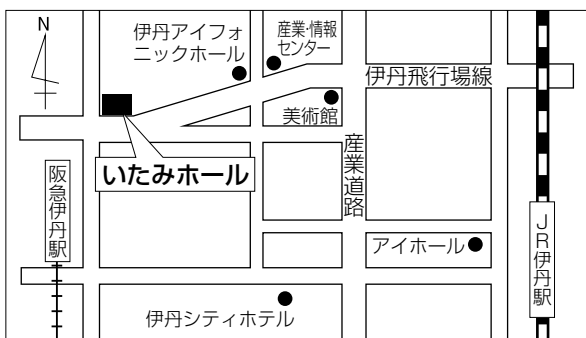 N
伊丹アイフォ
ニックホール
産業・情報
センター
伊丹飛行場線
美術館
いたみホール
産業道路
阪急伊丹駅
アイホール
JR伊丹駅
伊丹シティホテル